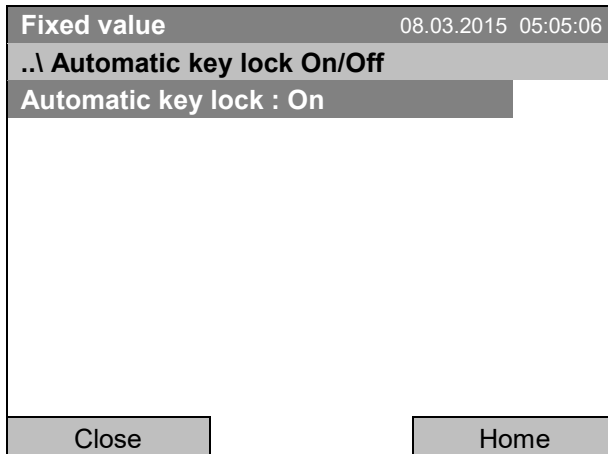 Fixed value 08.03.2015 05:05:06
..\ Automatic key lock On/Off
Automatic key lock : On
Close Home